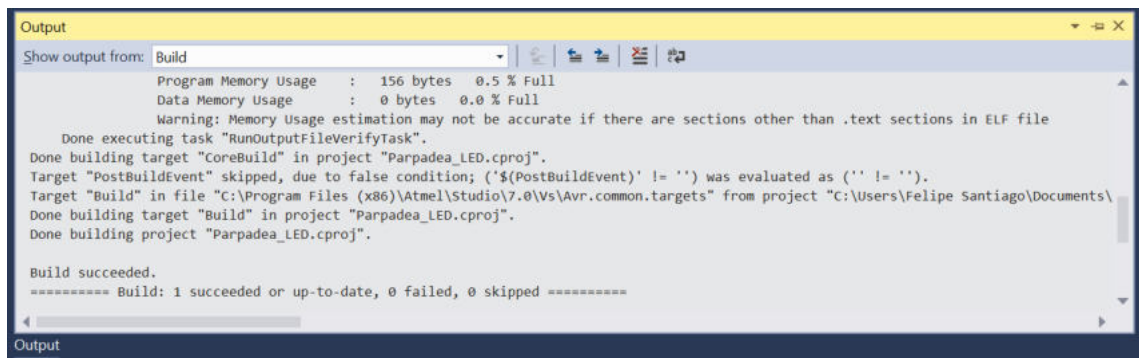 Output
Show output from: Build
Program Memory Usage : 156 bytes 0.5 % Full
Data Memory Usage : 0 bytes 0.0 % Full
Warning: Memory Usage estimation may not be accurate if there are sections other than .text sections in ELF file
Done executing task "RunOutputFileVerifyTask".
Done building target "CoreBuild" in project "Parpadea_LED.cproj".
Target "PostBuildEvent" skipped, due to false condition; ('$(PostBuildEvent)' != '') was evaluated as ('' != '').
Target "Build" in file "C:\Program Files (x86)\Atmel\Studio\7.0\Vs\Avr.common.targets" from project "C:\Users\Felipe Santiago\Documents\
Done building target "Build" in project "Parpadea_LED.cproj".
Done building project "Parpadea_LED.cproj".
Build succeeded.
========== Build: 1 succeeded or up-to-date, 0 failed, 0 skipped ==========
Output